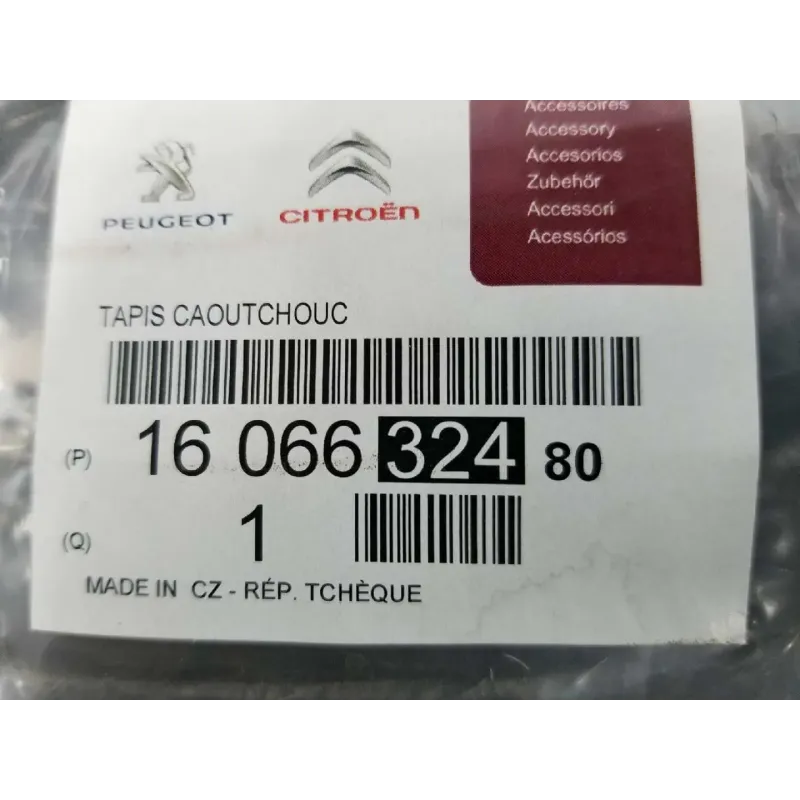 PEUGEOT
CITROËN
Accessoires
Accessory
Accesorios
Zubehör
Accessori
Acessórios
TAPIS CAOUTCHOUC
(P) 16 066 324 80
(Q) 1
MADE IN CZ - RÉP. TCHÈQUE